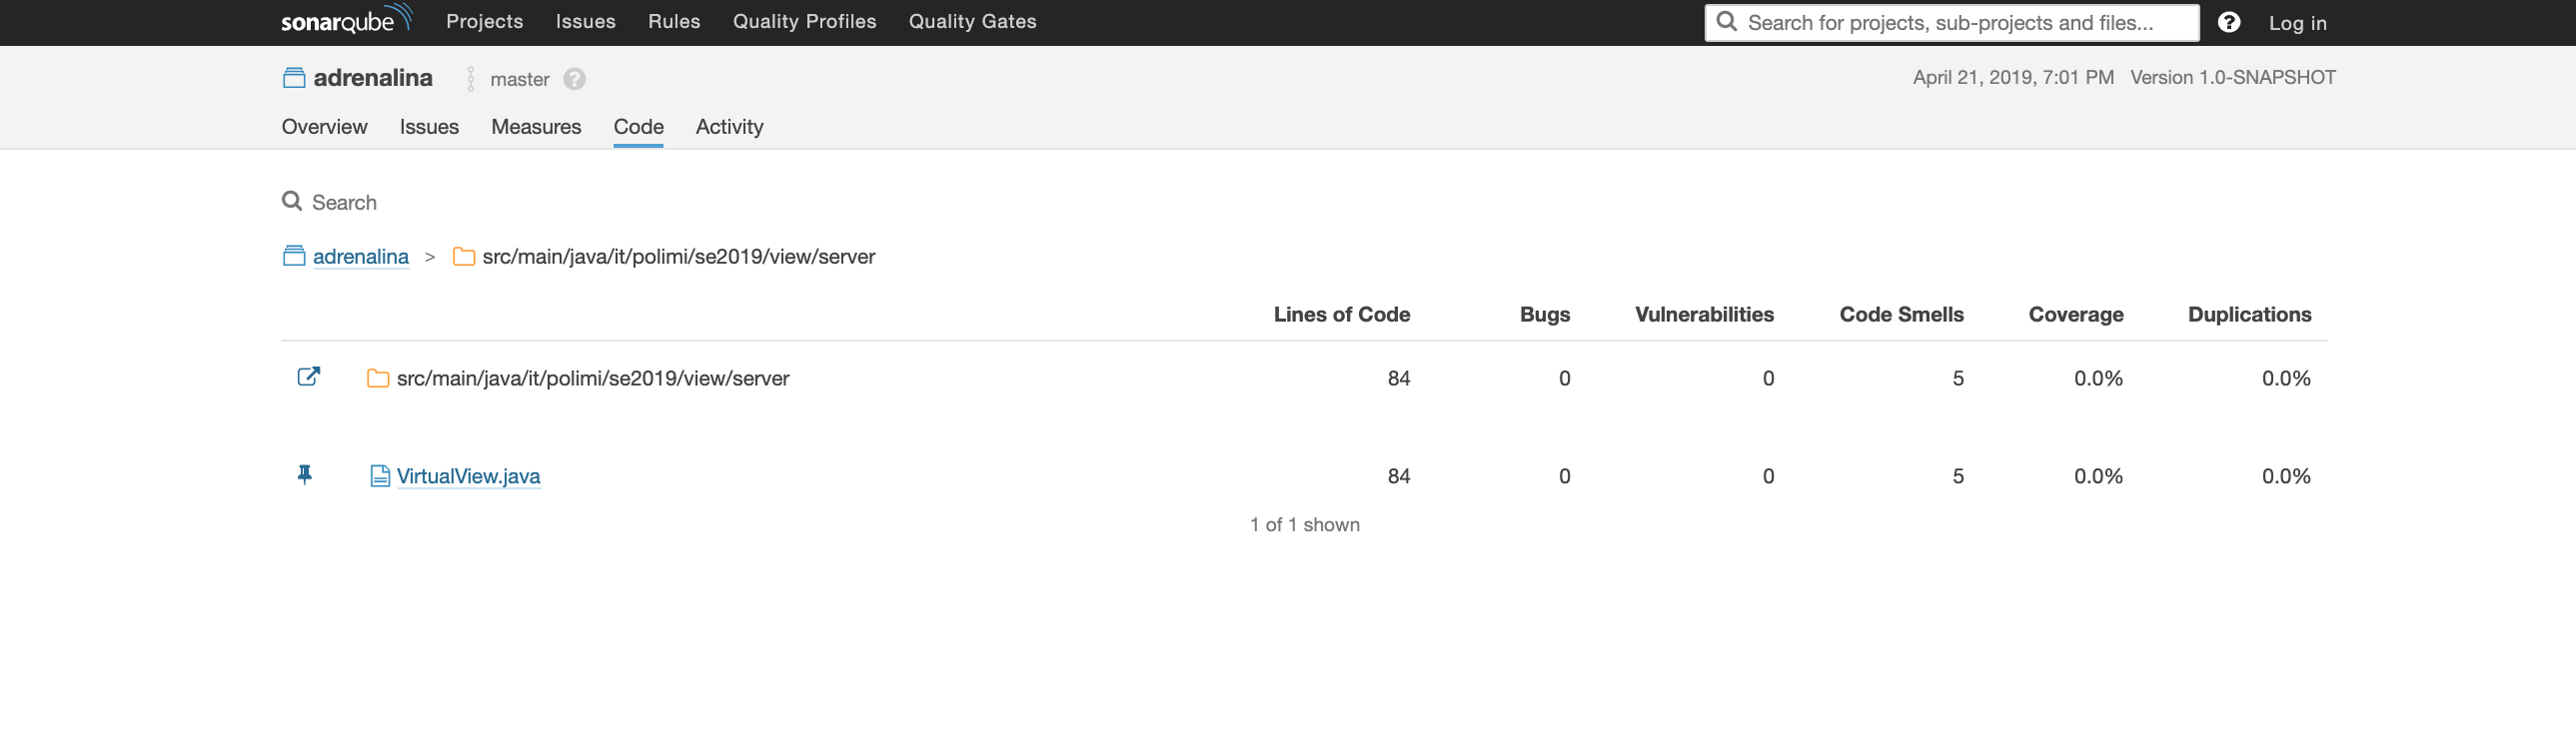 sonarqube Projects Issues Rules Quality Profiles Quality Gates Search for projects, sub-projects and files... Log in
adrenalina master April 21, 2019, 7:01 PM Version 1.0-SNAPSHOT
Overview Issues Measures Code Activity
Search
adrenalina > src/main/java/it/polimi/se2019/view/server
Lines of Code Bugs Vulnerabilities Code Smells Coverage Duplications
src/main/java/it/polimi/se2019/view/server 84 0 0 5 0.0% 0.0%
VirtualView.java 84 0 0 5 0.0% 0.0%
1 of 1 shown